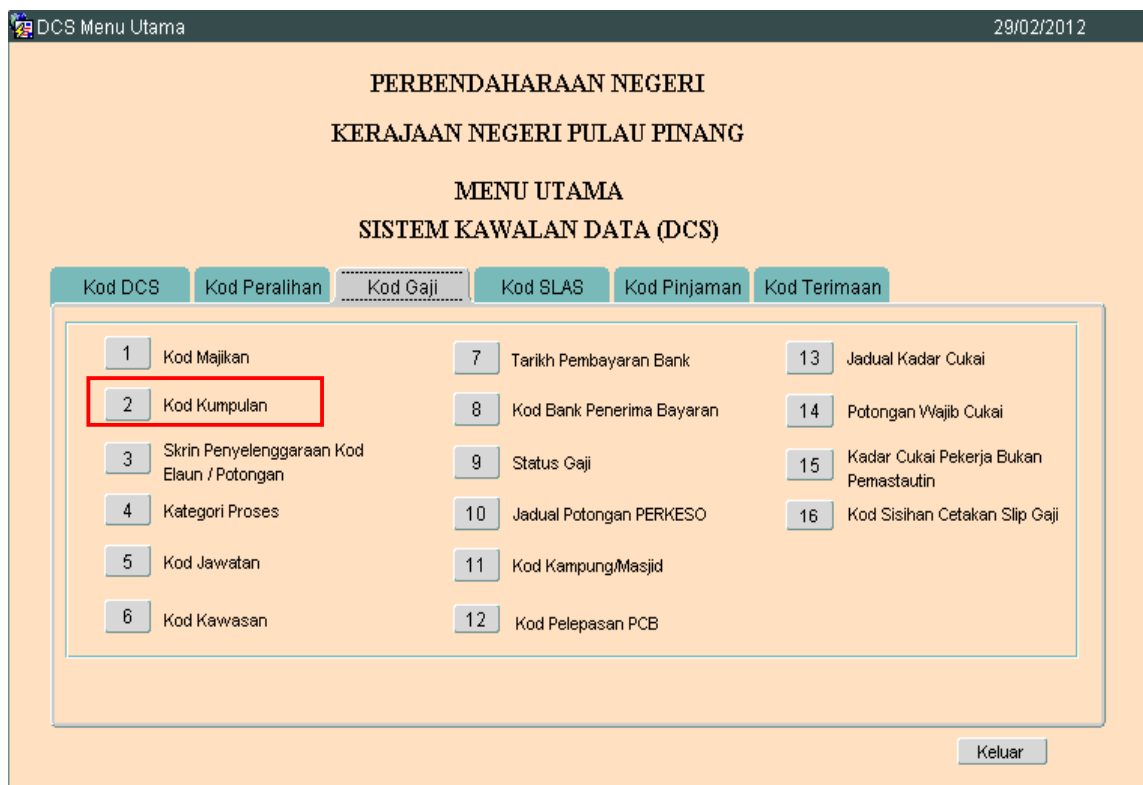 DCS Menu Utama 29/02/2012
PERBENDAHARAAN NEGERI
KERAJAAN NEGERI PULAU PINANG
MENU UTAMA
SISTEM KAWALAN DATA (DCS)
Kod DCS Kod Peralihan Kod Gaji Kod SLAS Kod Pinjaman Kod Terimaan
1 Kod Majikan
2 Kod Kumpulan
3 Skrin Penyelenggaraan Kod
Elaun / Potongan
4 Kategori Proses
5 Kod Jawatan
6 Kod Kawasan
7 Tarikh Pembayaran Bank
8 Kod Bank Penerima Bayaran
9 Status Gaji
10 Jadual Potongan PERKESO
11 Kod Kampung/Masjid
12 Kod Pelepasan PCB
13 Jadual Kadar Cukai
14 Potongan Wajib Cukai
15 Kadar Cukai Pekerja Bukan
Pemastautin
16 Kod Sisihan Cetakan Slip Gaji
Keluar